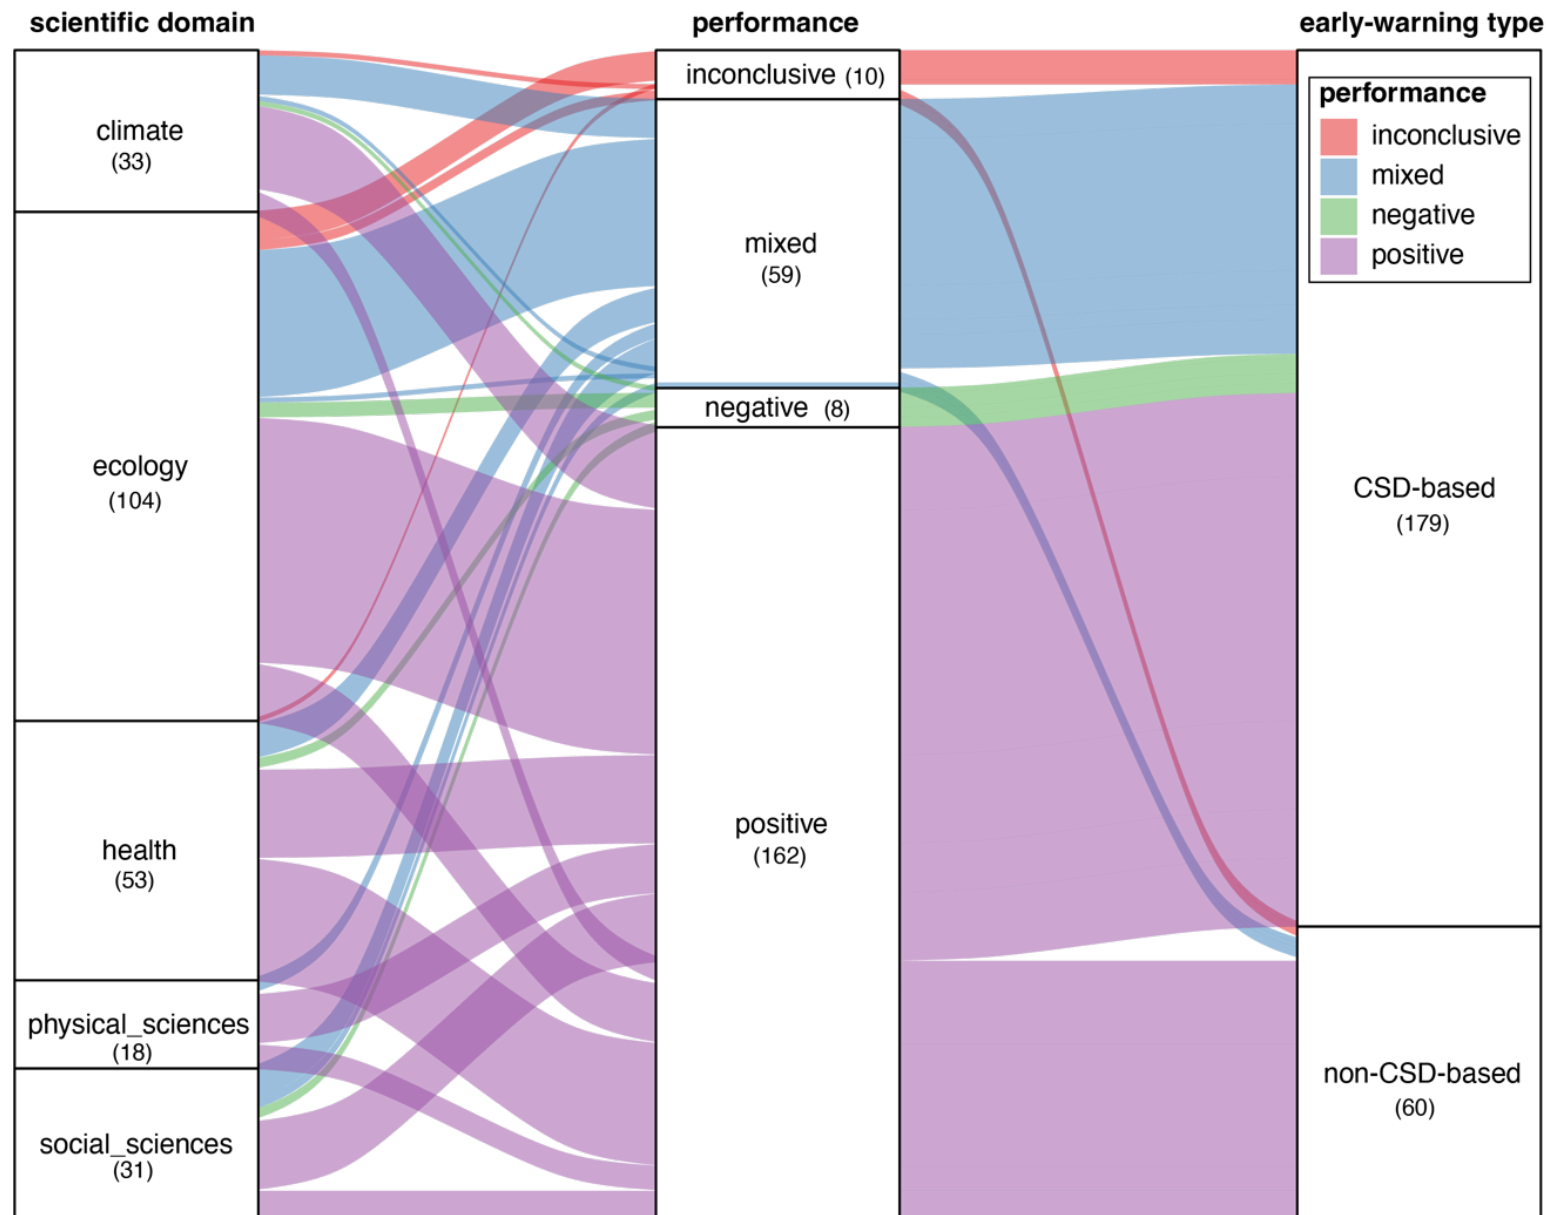 scientific domain
performance
early-warning type
climate
(33)
ecology
(104)
health
(53)
physical_sciences
(18)
social_sciences
(31)
inconclusive (10)
mixed
(59)
negative (8)
positive
(162)
performance
inconclusive
mixed
negative
positive
CSD-based
(179)
non-CSD-based
(60)